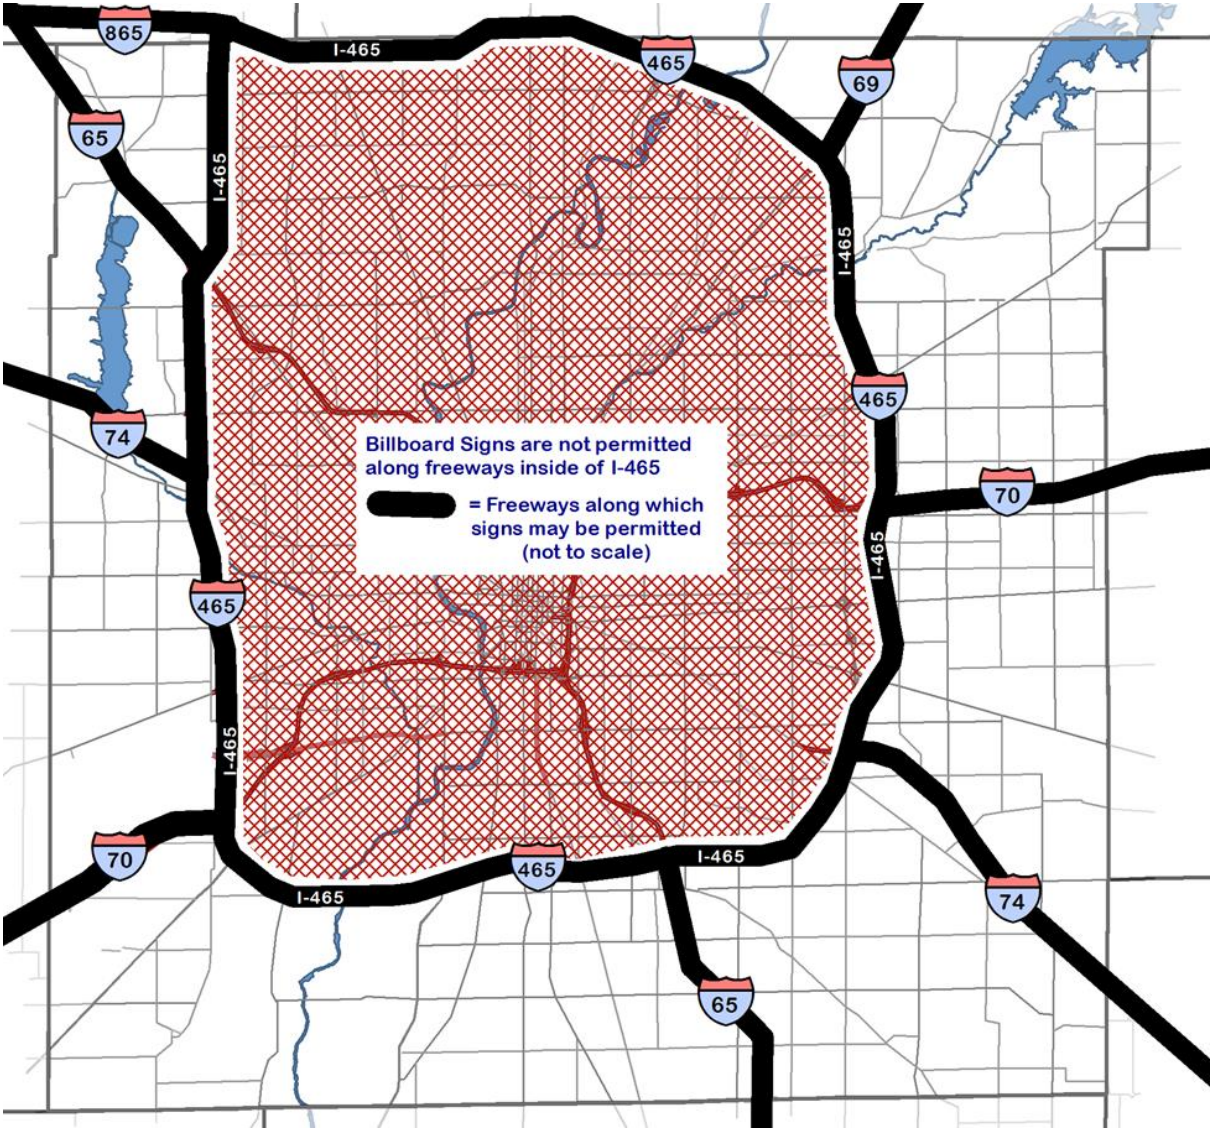 865
I-465
465
69
65
I-465
I-465
465
74
Billboard Signs are not permitted
along freeways inside of I-465
= Freeways along which
signs may be permitted
(not to scale)
70
I-465
465
I-465
70
465
I-465
I-465
74
65